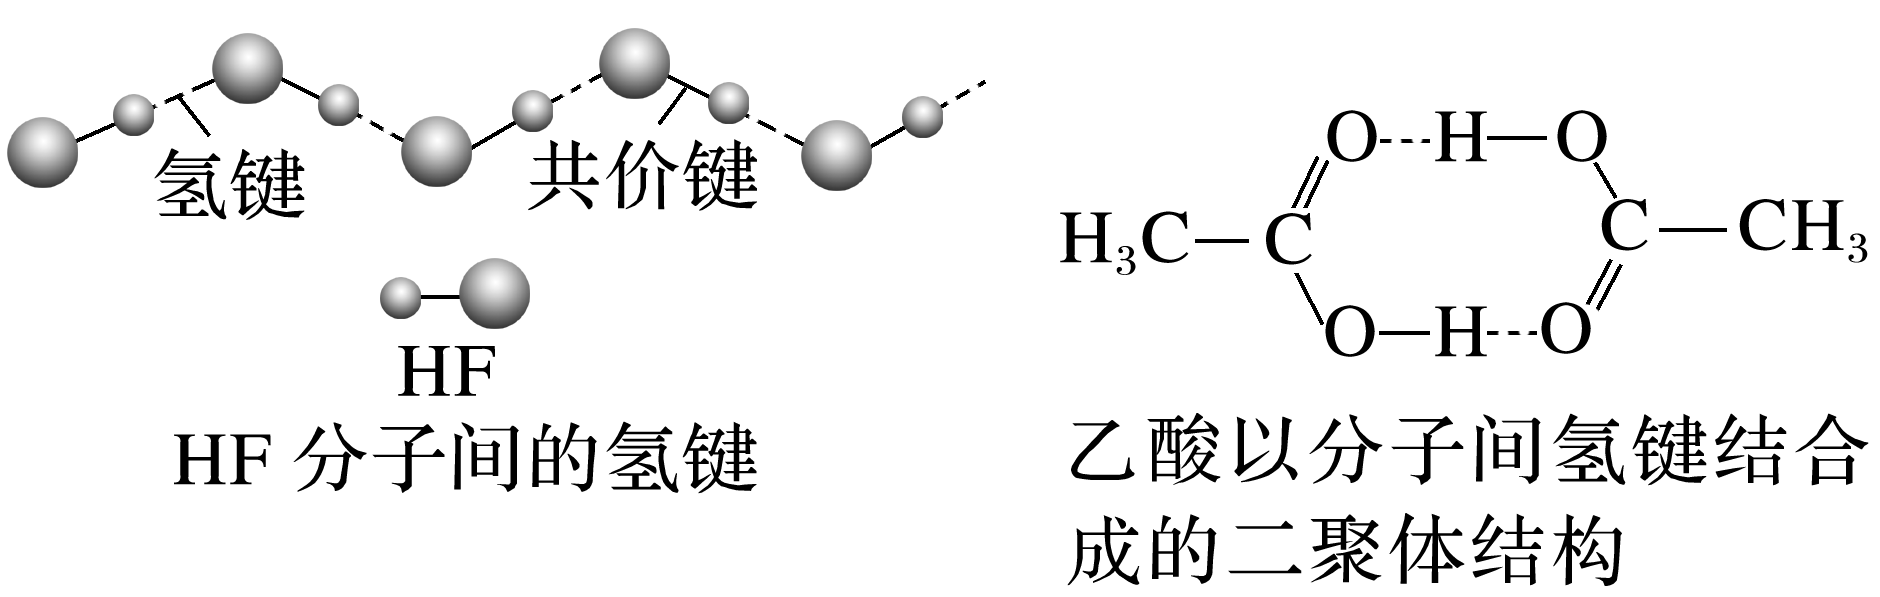 氢键
共价键
HF
HF 分子间的氢键
O H O
H₃C C C CH₃
O H O
乙酸以分子间氢键结合
成的二聚体结构